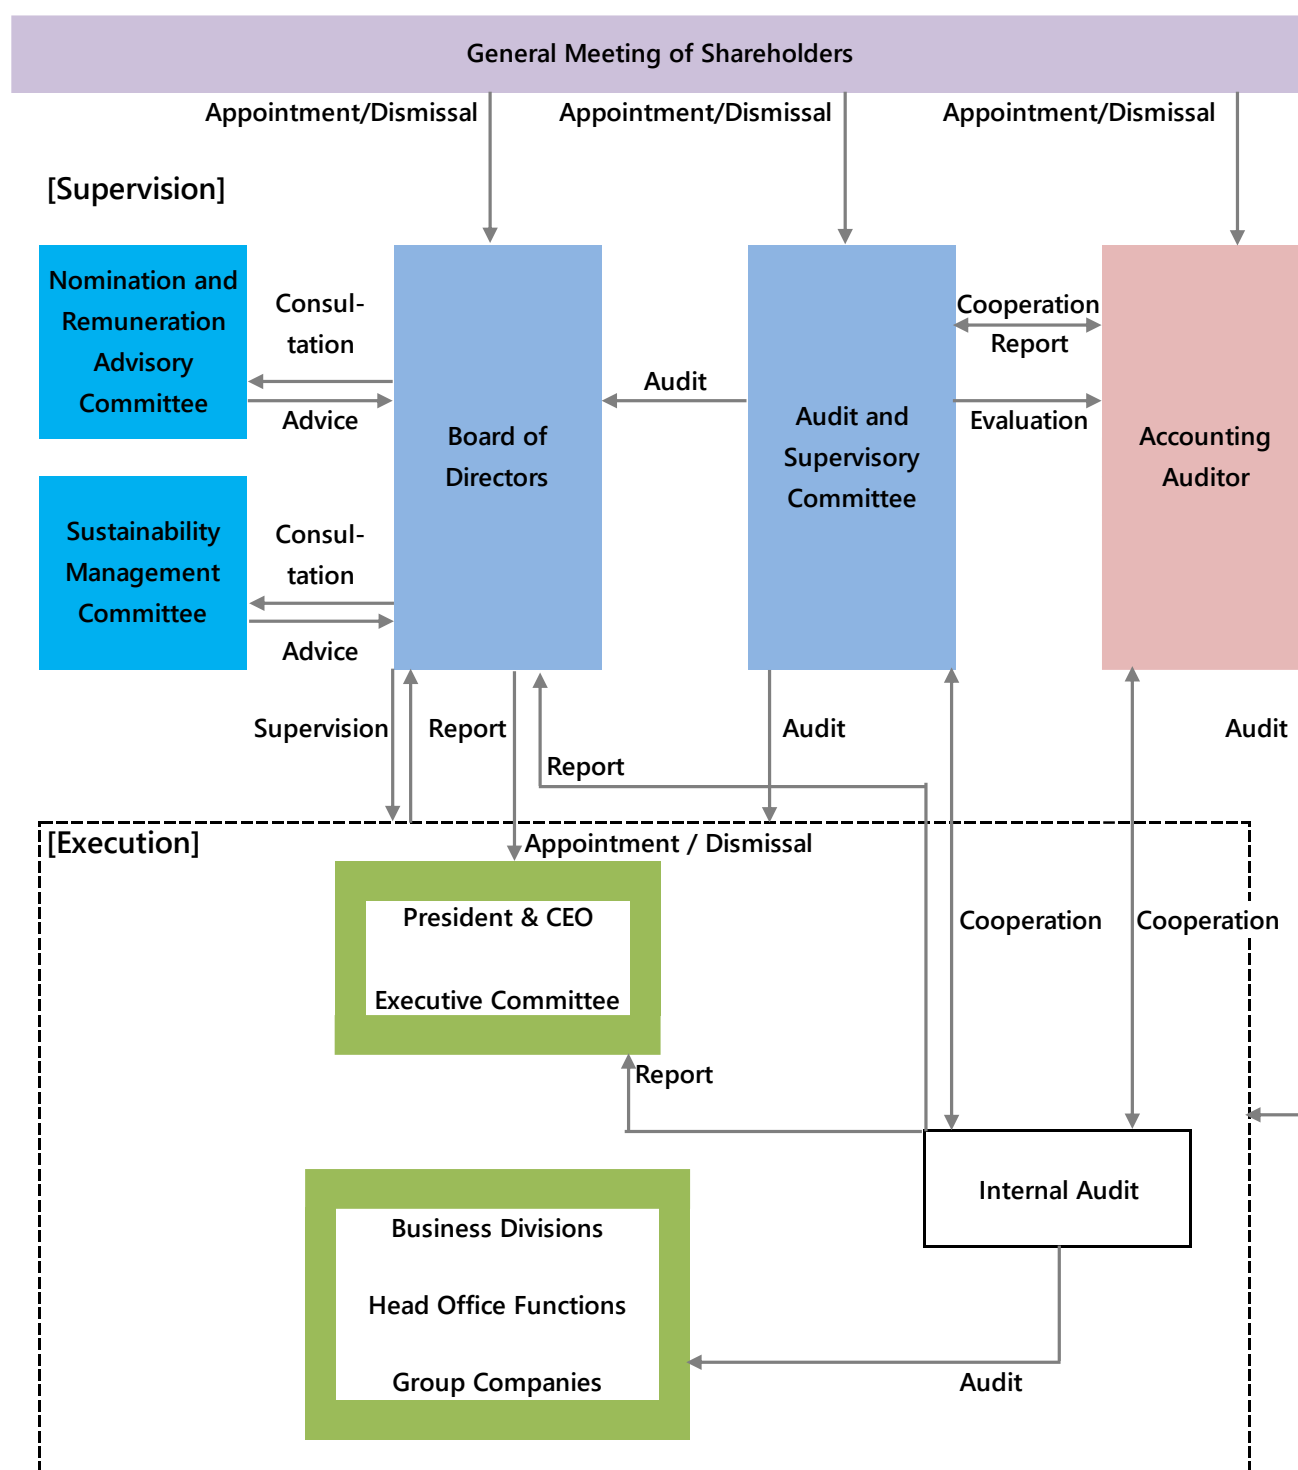 General Meeting of Shareholders
Appointment/Dismissal
Appointment/Dismissal
Appointment/Dismissal
[Supervision]
Nomination and
Remuneration
Advisory
Committee
Consul-
tation
Advice
Sustainability
Management
Committee
Consul-
tation
Advice
Board of
Directors
Audit
Audit and
Supervisory
Committee
Cooperation
Report
Evaluation
Accounting
Auditor
Supervision
Report
Report
Audit
Audit
[Execution]
Appointment / Dismissal
President & CEO
Executive Committee
Cooperation
Cooperation
Report
Internal Audit
Business Divisions
Head Office Functions
Group Companies
Audit